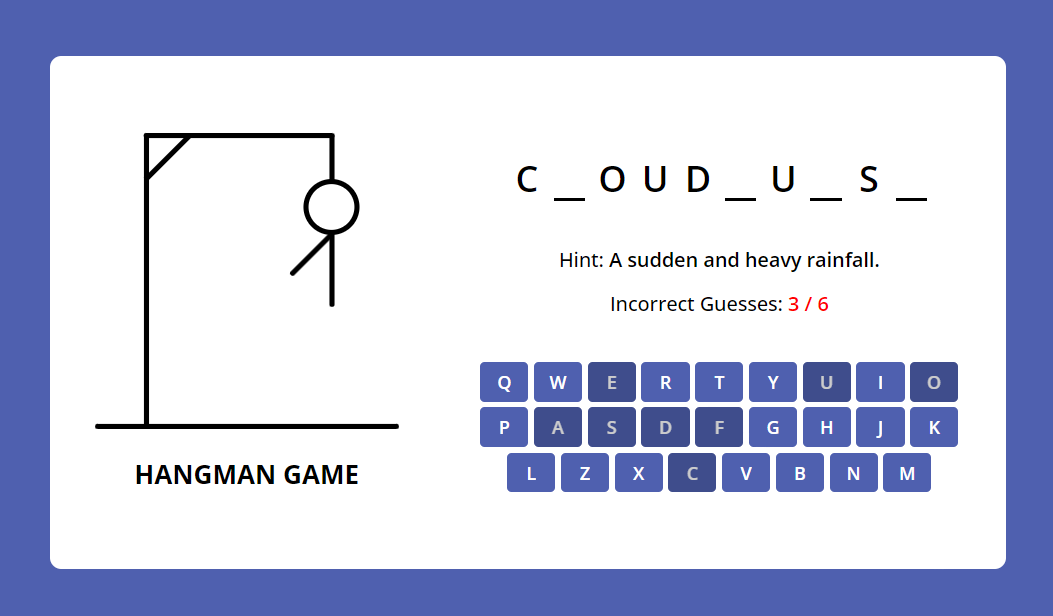 C _ O U D _ U _ S _
Hint: A sudden and heavy rainfall.
Incorrect Guesses: 3 / 6
Q W E R T Y U I O
P A S D F G H J K
L Z X C V B N M
HANGMAN GAME